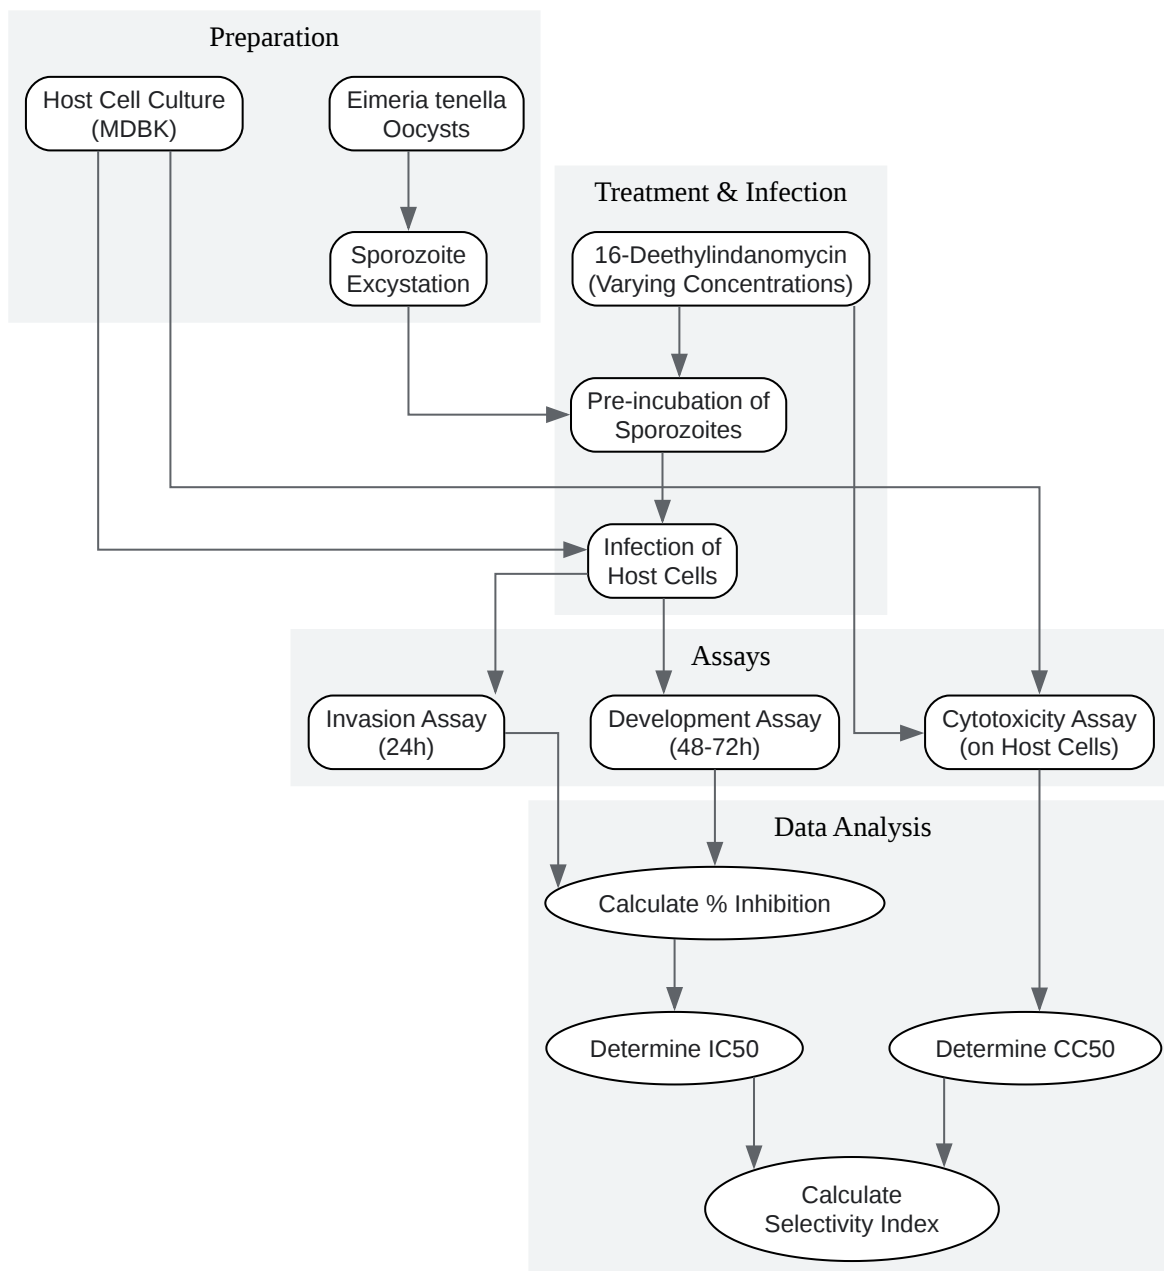 Preparation
Host Cell Culture
(MDBK)
Eimeria tenella
Oocysts
Sporozoite
Excystation
Treatment & Infection
16-Deethylindanomycin
(Varying Concentrations)
Pre-incubation of
Sporozoites
Infection of
Host Cells
Assays
Invasion Assay
(24h)
Development Assay
(48-72h)
Cytotoxicity Assay
(on Host Cells)
Data Analysis
Calculate % Inhibition
Determine IC50
Determine CC50
Calculate
Selectivity Index